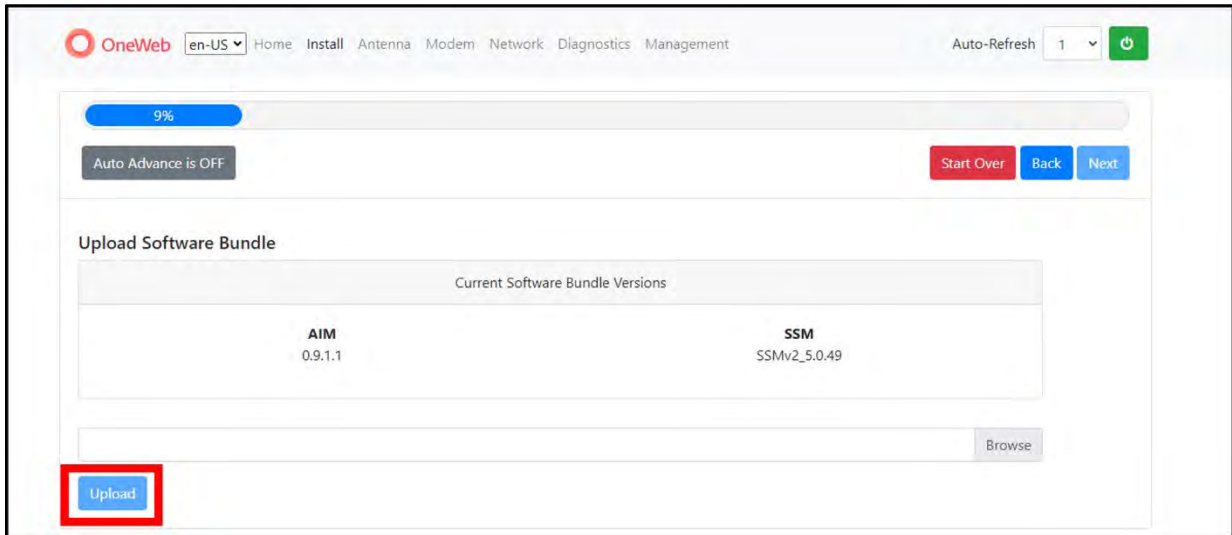 OneWeb en-US Home Install Antenna Modem Network Diagnostics Management Auto-Refresh 1
9%
Auto Advance is OFF Start Over Back Next
Upload Software Bundle
Current Software Bundle Versions
AIM SSM
0.9.1.1 SSMv2_5.0.49
Browse
Upload